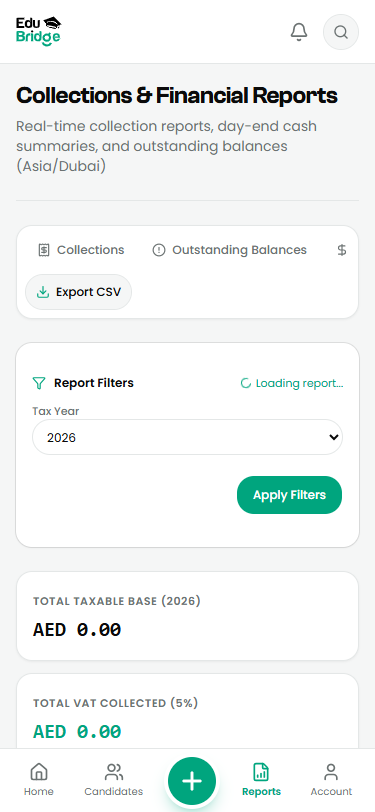 Edu
Bridge
Collections & Financial Reports
Real-time collection reports, day-end cash
summaries, and outstanding balances
(Asia/Dubai)
Collections
Outstanding Balances
$
Export CSV
Report Filters
Loading report...
Tax Year
2026
Apply Filters
TOTAL TAXABLE BASE (2026)
AED 0.00
TOTAL VAT COLLECTED (5%)
AED 0.00
Home
Candidates
Reports
Account